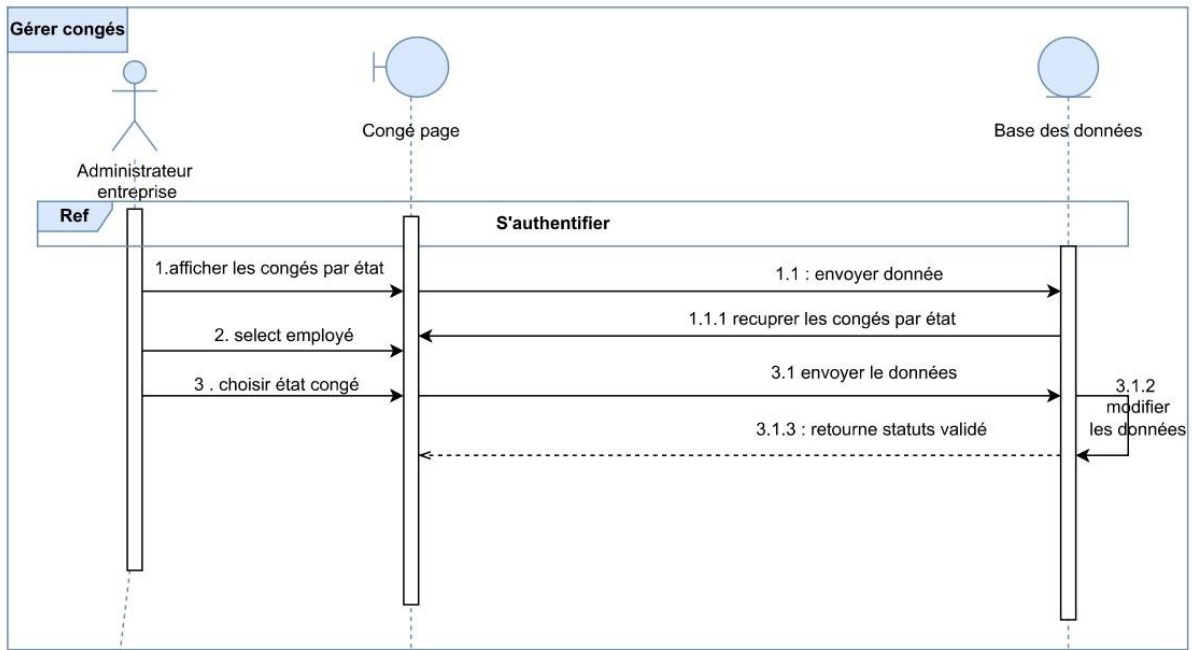 Gérer congés
Congé page
Base des données
Administrateur
entreprise
Ref
S'authentifier
1.afficher les congés par état
1.1 : envoyer donnée
1.1.1 recuprer les congés par état
2. select employé
3 . choisir état congé
3.1 envoyer le données
3.1.2
modifier
les données
3.1.3 : retourne statuts validé